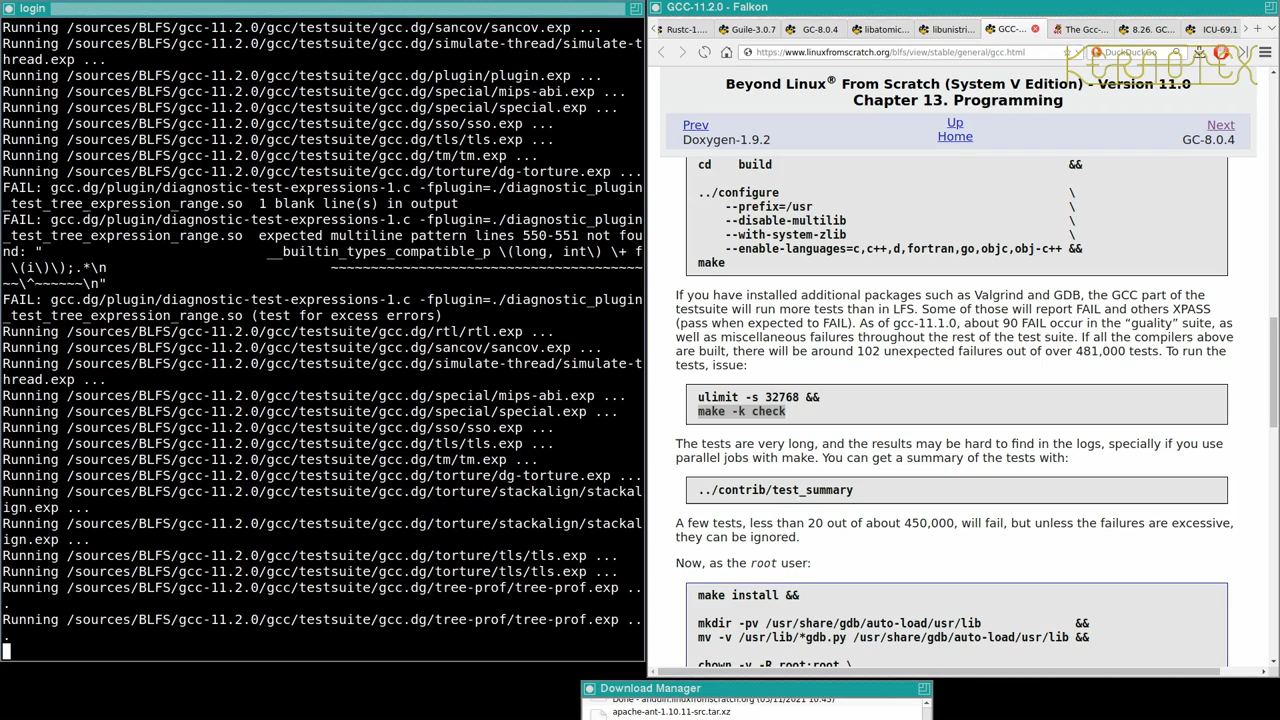 login
Running /sources/BLFS/gcc-11.2.0/gcc/testsuite/gcc.dg/sancov/sancov.exp ...
Running /sources/BLFS/gcc-11.2.0/gcc/testsuite/gcc.dg/simulate-thread/simulate-t
hread.exp ...
Running /sources/BLFS/gcc-11.2.0/gcc/testsuite/gcc.dg/plugin/plugin.exp ...
Running /sources/BLFS/gcc-11.2.0/gcc/testsuite/gcc.dg/special/mips-abi.exp ...
Running /sources/BLFS/gcc-11.2.0/gcc/testsuite/gcc.dg/special/special.exp ...
Running /sources/BLFS/gcc-11.2.0/gcc/testsuite/gcc.dg/sso/sso.exp ...
Running /sources/BLFS/gcc-11.2.0/gcc/testsuite/gcc.dg/tls/tls.exp ...
Running /sources/BLFS/gcc-11.2.0/gcc/testsuite/gcc.dg/tm/tm.exp ...
Running /sources/BLFS/gcc-11.2.0/gcc/testsuite/gcc.dg/torture/dg-torture.exp ...
FAIL: gcc.dg/plugin/diagnostic-test-expressions-1.c -fplugin=./diagnostic_plugin
_test_tree_expression_range.so  1 blank line(s) in output
FAIL: gcc.dg/plugin/diagnostic-test-expressions-1.c -fplugin=./diagnostic_plugin
_test_tree_expression_range.so  expected multiline pattern lines 550-551 not fou
nd: "                            __builtin_types_compatible_p \(long, int\) \+ f
 \(i\)\);.*\n                            ~~~~~~~~~~~~~~~~~~~~~~~~~~~~~~~~~~~~~~~
~~\^~~~~~~\n"
FAIL: gcc.dg/plugin/diagnostic-test-expressions-1.c -fplugin=./diagnostic_plugin
_test_tree_expression_range.so (test for excess errors)
Running /sources/BLFS/gcc-11.2.0/gcc/testsuite/gcc.dg/rtl/rtl.exp ...
Running /sources/BLFS/gcc-11.2.0/gcc/testsuite/gcc.dg/sancov/sancov.exp ...
Running /sources/BLFS/gcc-11.2.0/gcc/testsuite/gcc.dg/simulate-thread/simulate-t
hread.exp ...
Running /sources/BLFS/gcc-11.2.0/gcc/testsuite/gcc.dg/special/mips-abi.exp ...
Running /sources/BLFS/gcc-11.2.0/gcc/testsuite/gcc.dg/special/special.exp ...
Running /sources/BLFS/gcc-11.2.0/gcc/testsuite/gcc.dg/sso/sso.exp ...
Running /sources/BLFS/gcc-11.2.0/gcc/testsuite/gcc.dg/tls/tls.exp ...
Running /sources/BLFS/gcc-11.2.0/gcc/testsuite/gcc.dg/tm/tm.exp ...
Running /sources/BLFS/gcc-11.2.0/gcc/testsuite/gcc.dg/torture/dg-torture.exp ...
Running /sources/BLFS/gcc-11.2.0/gcc/testsuite/gcc.dg/torture/stackalign/stackal
ign.exp ...
Running /sources/BLFS/gcc-11.2.0/gcc/testsuite/gcc.dg/torture/stackalign/stackal
ign.exp ...
Running /sources/BLFS/gcc-11.2.0/gcc/testsuite/gcc.dg/torture/tls/tls.exp ...
Running /sources/BLFS/gcc-11.2.0/gcc/testsuite/gcc.dg/torture/tls/tls.exp ...
Running /sources/BLFS/gcc-11.2.0/gcc/testsuite/gcc.dg/tree-prof/tree-prof.exp ..
.
Running /sources/BLFS/gcc-11.2.0/gcc/testsuite/gcc.dg/tree-prof/tree-prof.exp ..
.
GCC-11.2.0 - Falkon
Rustc-1.... Guile-3.0.7 GC-8.0.4 libatomic... libunistri... GCC-... The Gcc-... 8.26. GC... ICU-69.1
https://www.linuxfromscratch.org/blfs/view/stable/general/gcc.html DuckDuckGo
KERNOTEX
Beyond Linux® From Scratch (System V Edition) - Version 11.0
Chapter 13. Programming
Prev Up Next
Doxygen-1.9.2 Home GC-8.0.4
cd    build &&
../configure \
--prefix=/usr \
--disable-multilib \
--with-system-zlib \
--enable-languages=c,c++,d,fortran,go,objc,obj-c++ &&
make
If you have installed additional packages such as Valgrind and GDB, the GCC part of the
testsuite will run more tests than in LFS. Some of those will report FAIL and others XPASS
(pass when expected to FAIL). As of gcc-11.1.0, about 90 FAIL occur in the “guality” suite, as
well as miscellaneous failures throughout the rest of the test suite. If all the compilers above
are built, there will be around 102 unexpected failures out of over 481,000 tests. To run the
tests, issue:
ulimit -s 32768 &&
make -k check
The tests are very long, and the results may be hard to find in the logs, specially if you use
parallel jobs with make. You can get a summary of the tests with:
../contrib/test_summary
A few tests, less than 20 out of about 450,000, will fail, but unless the failures are excessive,
they can be ignored.
Now, as the root user:
make install &&
mkdir -pv /usr/share/gdb/auto-load/usr/lib &&
mv -v /usr/lib/*gdb.py /usr/share/gdb/auto-load/usr/lib &&
chown -v -R root:root \
Download Manager
Done - anduin.linuxfromscratch.org (05/11/2021 10:45)
apache-ant-1.10.11-src.tar.xz